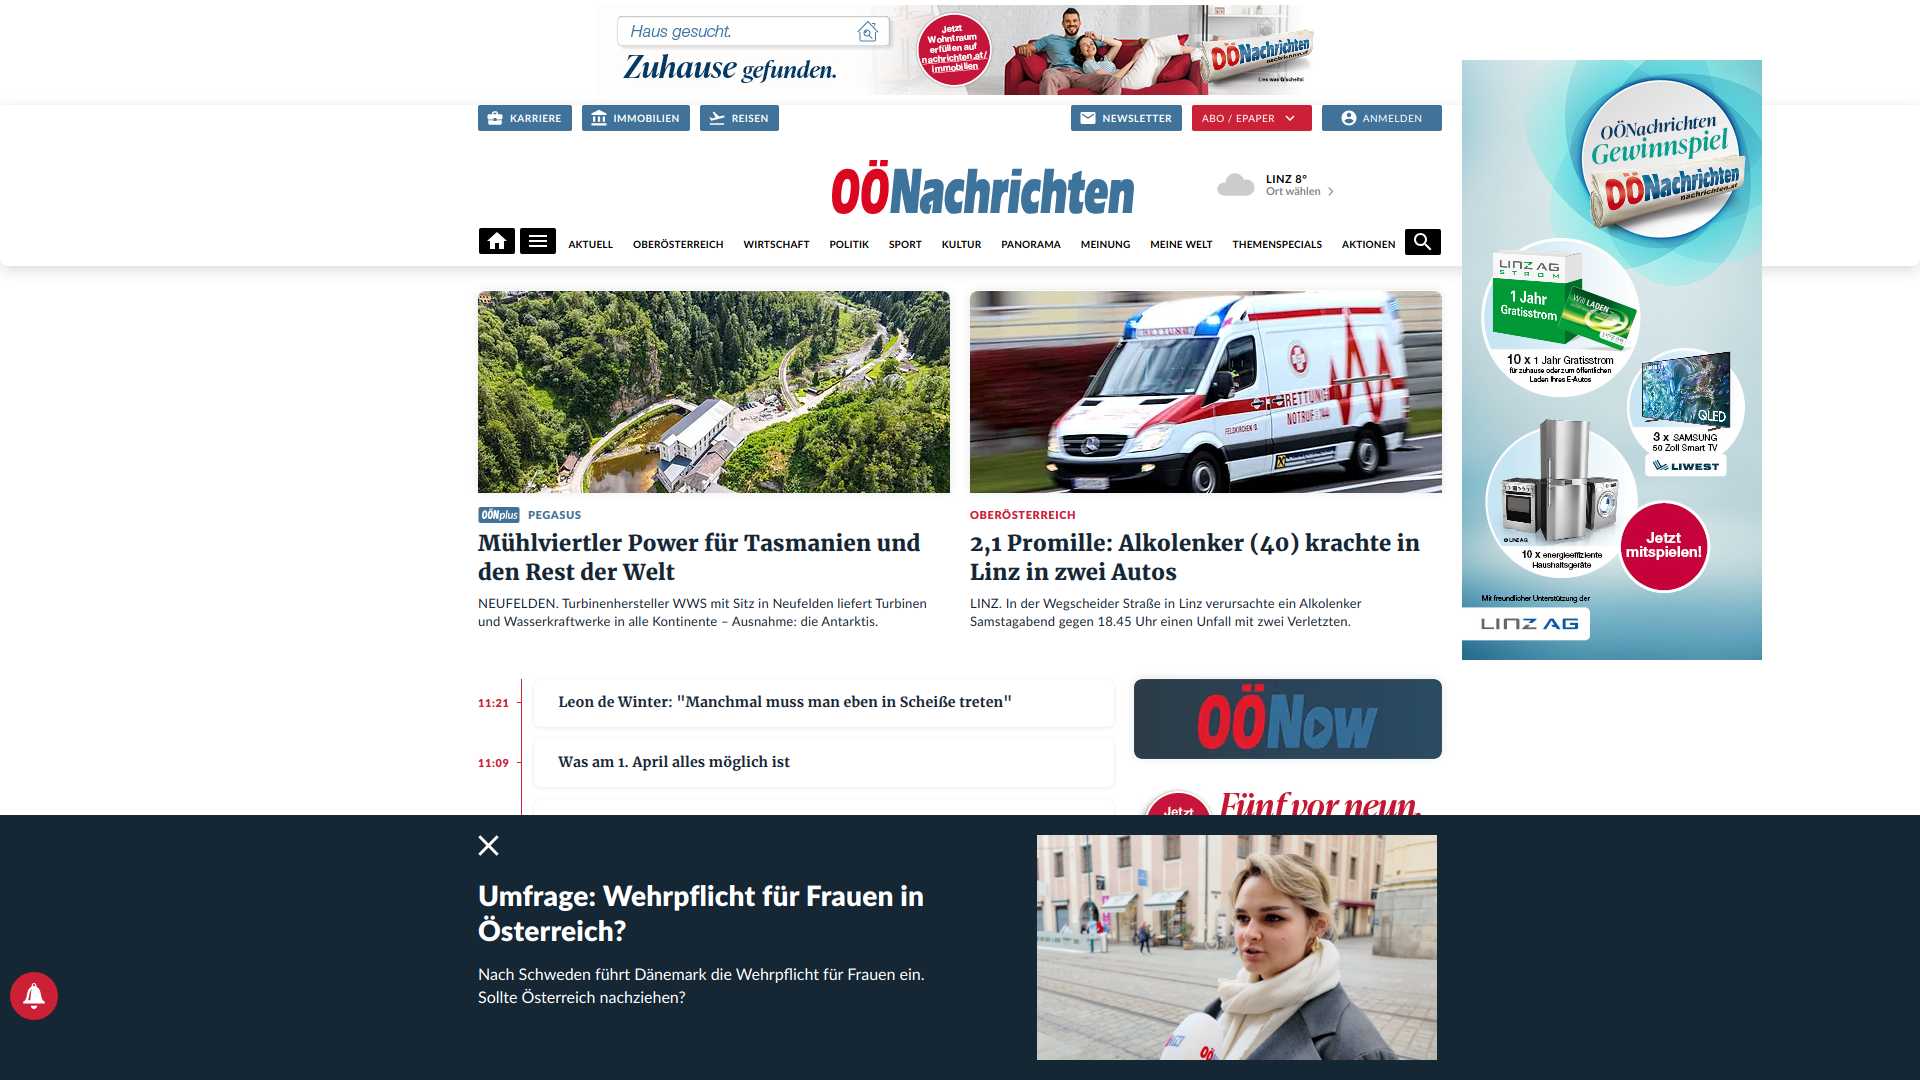 Haus gesucht.
Zuhause gefunden.
Jetzt
Wohntraum
erfüllen auf
nachrichten.at/
immobilien
OÖNachrichten
KARRIERE
IMMOBILIEN
REISEN
NEWSLETTER
ABO / EPAPER
ANMELDEN
OÖNachrichten
LINZ 8°
Ort wählen
AKTUELL
OBERÖSTERREICH
WIRTSCHAFT
POLITIK
SPORT
KULTUR
PANORAMA
MEINUNG
MEINE WELT
THEMENSPECIALS
AKTIONEN
OÖNachrichten
Gewinnspiel
OÖNachrichten
nachrichten.at
LINZ AG
STROM
1 Jahr
Gratisstrom
Will LADEN
10 x 1 Jahr Gratisstrom
für zuhause oder zum öffentlichen
Laden Ihres E-Autos
QLED
3 x SAMSUNG
50 Zoll Smart TV
LIWEST
© LINZ AG
10 x energieeffiziente
Haushaltsgeräte
Jetzt
mitspielen!
Mit freundlicher Unterstützung der
LINZ AG
RETTUNG
NOTRUF
OÖNplus PEGASUS
Mühlviertler Power für Tasmanien und
den Rest der Welt
NEUFELDEN. Turbinenhersteller WWS mit Sitz in Neufelden liefert Turbinen
und Wasserkraftwerke in alle Kontinente – Ausnahme: die Antarktis.
OBERÖSTERREICH
2,1 Promille: Alkolenker (40) krachte in
Linz in zwei Autos
LINZ. In der Wegscheider Straße in Linz verursachte ein Alkolenker
Samstagabend gegen 18.45 Uhr einen Unfall mit zwei Verletzten.
11:21 Leon de Winter: "Manchmal muss man eben in Scheiße treten"
11:09 Was am 1. April alles möglich ist
OÖNow
Jetzt
Fünf vor neun.
Umfrage: Wehrpflicht für Frauen in
Österreich?
Nach Schweden führt Dänemark die Wehrpflicht für Frauen ein.
Sollte Österreich nachziehen?